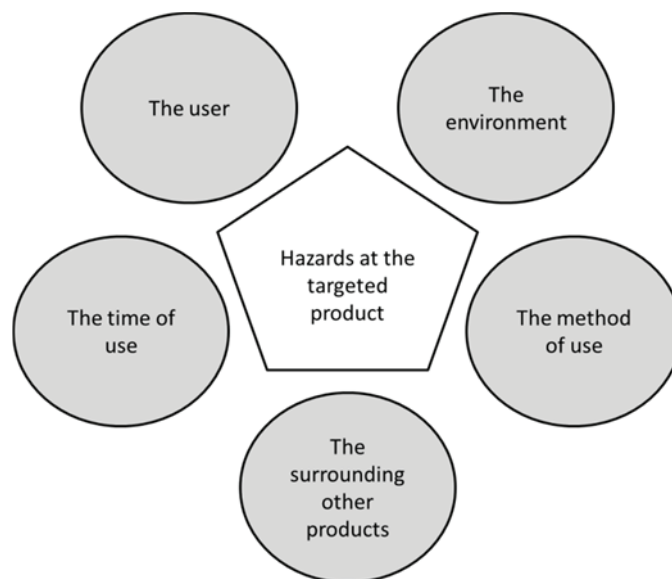 The user
The
environment
Hazards at the
targeted
product
The time of
use
The method
of use
The
surrounding
other
products